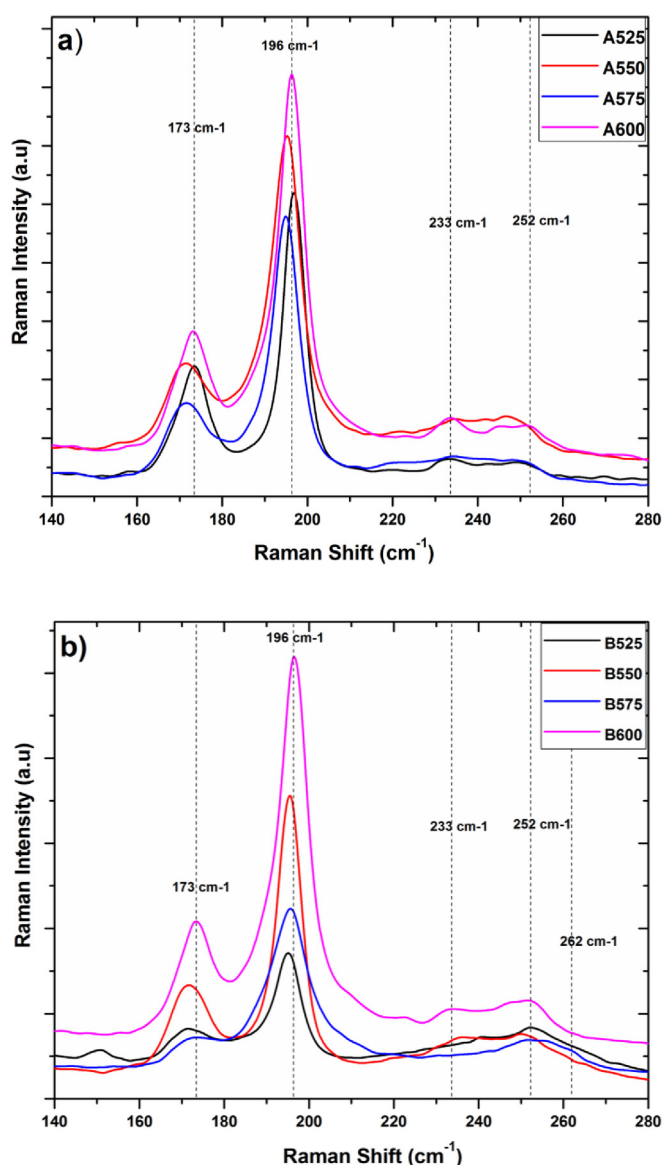 a)
196 cm-1
173 cm-1
233 cm-1
252 cm-1
A525
A550
A575
A600
Raman Intensity (a.u)
140 160 180 200 220 240 260 280
Raman Shift (cm-1)
b)
196 cm-1
173 cm-1
233 cm-1
252 cm-1
262 cm-1
B525
B550
B575
B600
Raman Intensity (a.u)
140 160 180 200 220 240 260 280
Raman Shift (cm-1)